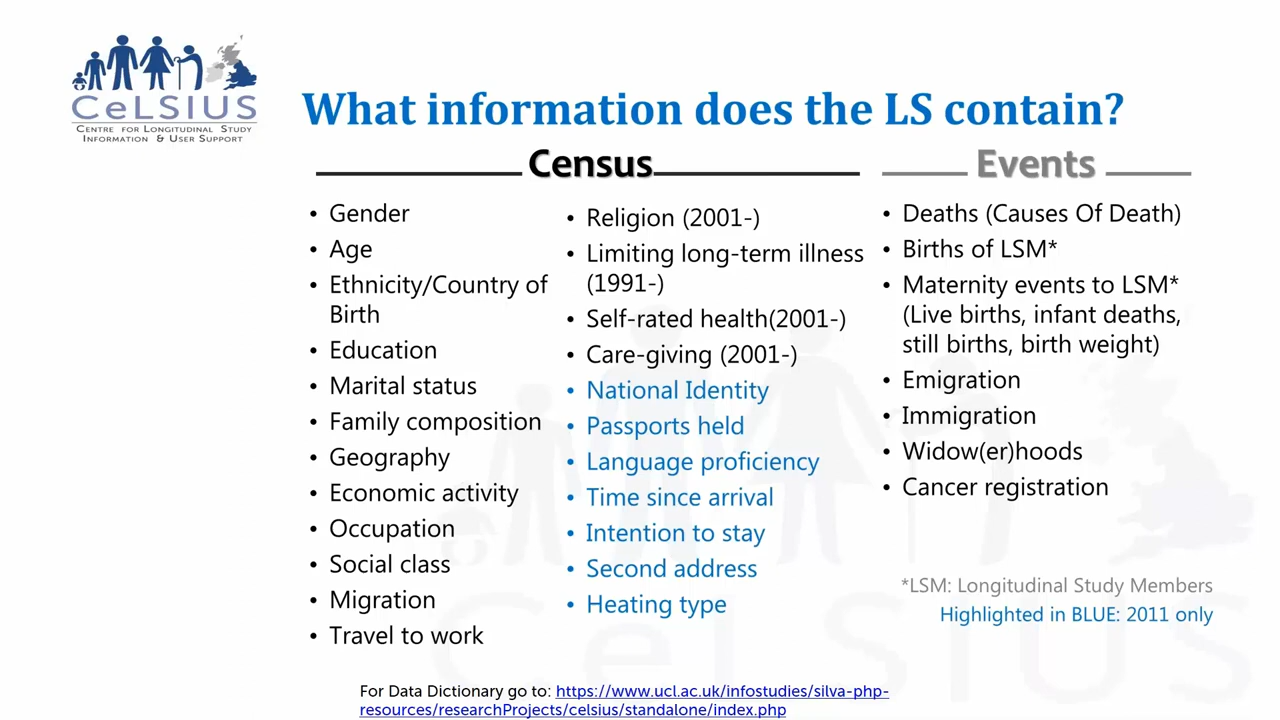 CeLSIUS
CENTRE FOR LONGITUDINAL STUDY
INFORMATION & USER SUPPORT
What information does the LS contain?
Census
• Gender
• Age
• Ethnicity/Country of
Birth
• Education
• Marital status
• Family composition
• Geography
• Economic activity
• Occupation
• Social class
• Migration
• Travel to work
• Religion (2001-)
• Limiting long-term illness
(1991-)
• Self-rated health(2001-)
• Care-giving (2001-)
• National Identity
• Passports held
• Language proficiency
• Time since arrival
• Intention to stay
• Second address
• Heating type
Events
• Deaths (Causes Of Death)
• Births of LSM*
• Maternity events to LSM*
(Live births, infant deaths,
still births, birth weight)
• Emigration
• Immigration
• Widow(er)hoods
• Cancer registration
*LSM: Longitudinal Study Members
Highlighted in BLUE: 2011 only
For Data Dictionary go to: https://www.ucl.ac.uk/infostudies/silva-php-
resources/researchProjects/celsius/standalone/index.php
CeLSIUS